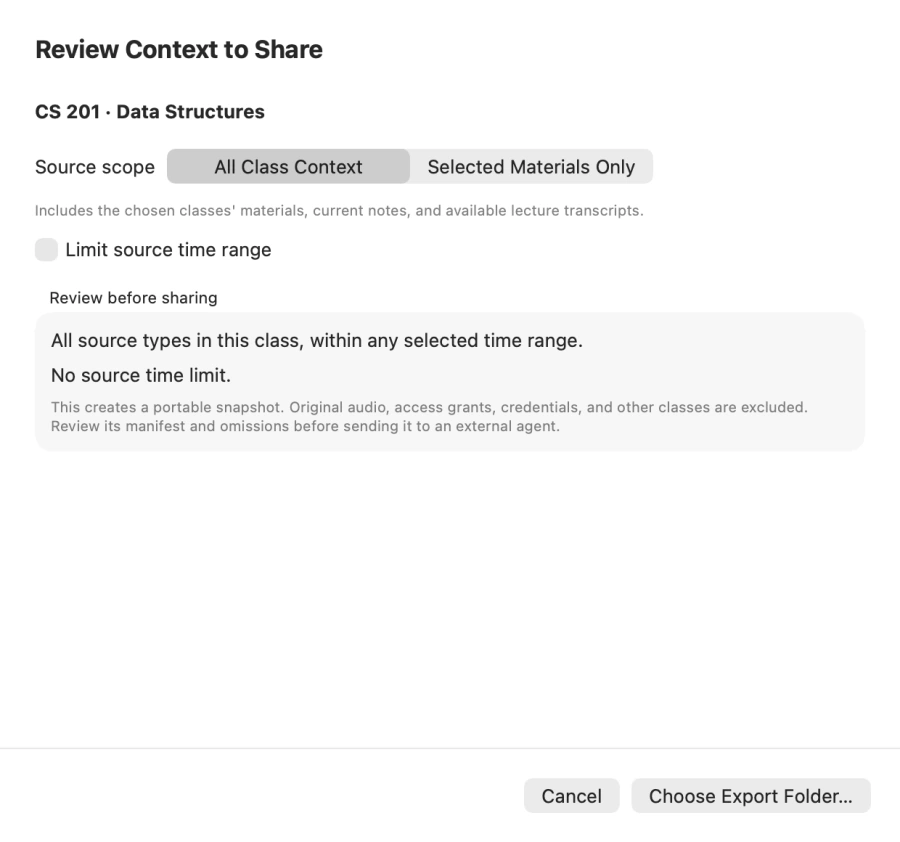 Review Context to Share
CS 201 · Data Structures
Source scope
All Class Context
Selected Materials Only
Includes the chosen classes' materials, current notes, and available lecture transcripts.
Limit source time range
Review before sharing
All source types in this class, within any selected time range.
No source time limit.
This creates a portable snapshot. Original audio, access grants, credentials, and other classes are excluded.
Review its manifest and omissions before sending it to an external agent.
Cancel
Choose Export Folder...